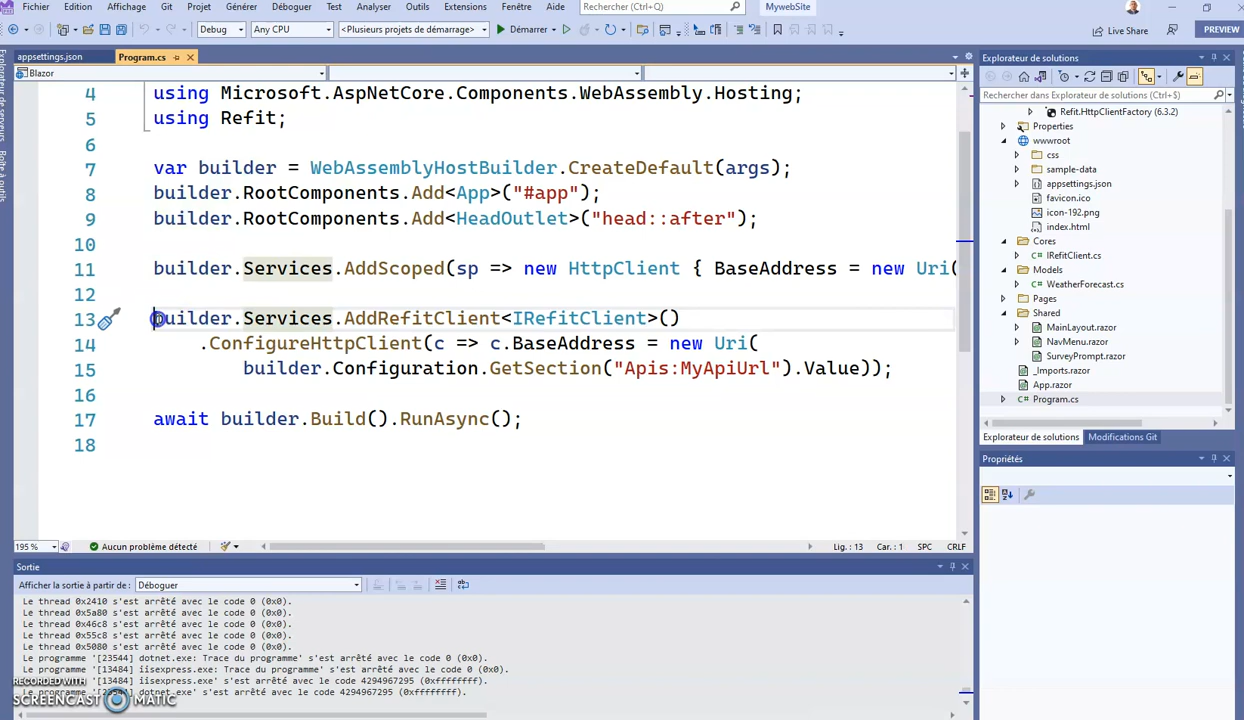 Fichier Edition Affichage Git Projet Générer Déboguer Test Analyser Outils Extensions Fenêtre Aide Rechercher (Ctrl+Q) MywebSite
Debug Any CPU <Plusieurs projets de démarrage> Démarrer Live Share PREVIEW
appsettings.json Program.cs
Blazor
4 using Microsoft.AspNetCore.Components.WebAssembly.Hosting;
5 using Refit;
6
7 var builder = WebAssemblyHostBuilder.CreateDefault(args);
8 builder.RootComponents.Add<App>("#app");
9 builder.RootComponents.Add<HeadOutlet>("head::after");
10
11 builder.Services.AddScoped(sp => new HttpClient { BaseAddress = new Uri(
12
13 builder.Services.AddRefitClient<IRefitClient>()
14 .ConfigureHttpClient(c => c.BaseAddress = new Uri(
15 builder.Configuration.GetSection("Apis:MyApiUrl").Value));
16
17 await builder.Build().RunAsync();
18
195 % Aucun problème détecté Lig. : 13 Car. : 1 SPC CRLF
Sortie
Afficher la sortie à partir de : Déboguer
Le thread 0x2410 s'est arrêté avec le code 0 (0x0).
Le thread 0x5a80 s'est arrêté avec le code 0 (0x0).
Le thread 0x46c8 s'est arrêté avec le code 0 (0x0).
Le thread 0x55c8 s'est arrêté avec le code 0 (0x0).
Le thread 0x5080 s'est arrêté avec le code 0 (0x0).
Le programme '[23544] dotnet.exe: Trace du programme' s'est arrêté avec le code 0 (0x0).
Le programme '[13484] iisexpress.exe: Trace du programme' s'est arrêté avec le code 0 (0x0).
Le programme '[13484] iisexpress.exe' s'est arrêté avec le code 4294967295 (0xffffffff).
dotnet.exe' s'est arrêté avec le code 4294967295 (0xffffffff).
RECORDED WITH
SCREENCAST MATIC
Explorateur de serveurs
Boîte à outils
Explorateur de solutions
Rechercher dans Explorateur de solutions (Ctrl+$)
Refit.HttpClientFactory (6.3.2)
Properties
wwwroot
css
sample-data
appsettings.json
favicon.ico
icon-192.png
index.html
Cores
IRefitClient.cs
Models
WeatherForecast.cs
Pages
Shared
MainLayout.razor
NavMenu.razor
SurveyPrompt.razor
_Imports.razor
App.razor
Program.cs
Explorateur de solutions Modifications Git
Propriétés